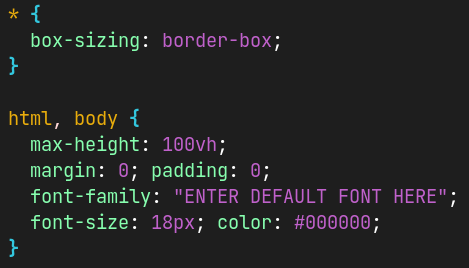 * {
  box-sizing: border-box;
}

html, body {
  max-height: 100vh;
  margin: 0; padding: 0;
  font-family: "ENTER DEFAULT FONT HERE";
  font-size: 18px; color: #000000;
}